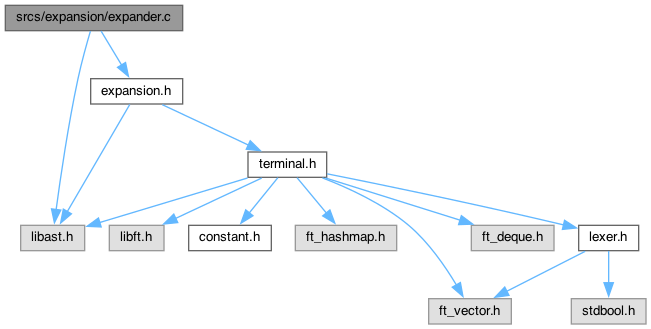 srcs/expansion/expander.c
expansion.h
terminal.h
libast.h
libft.h
constant.h
ft_hashmap.h
ft_deque.h
lexer.h
ft_vector.h
stdbool.h